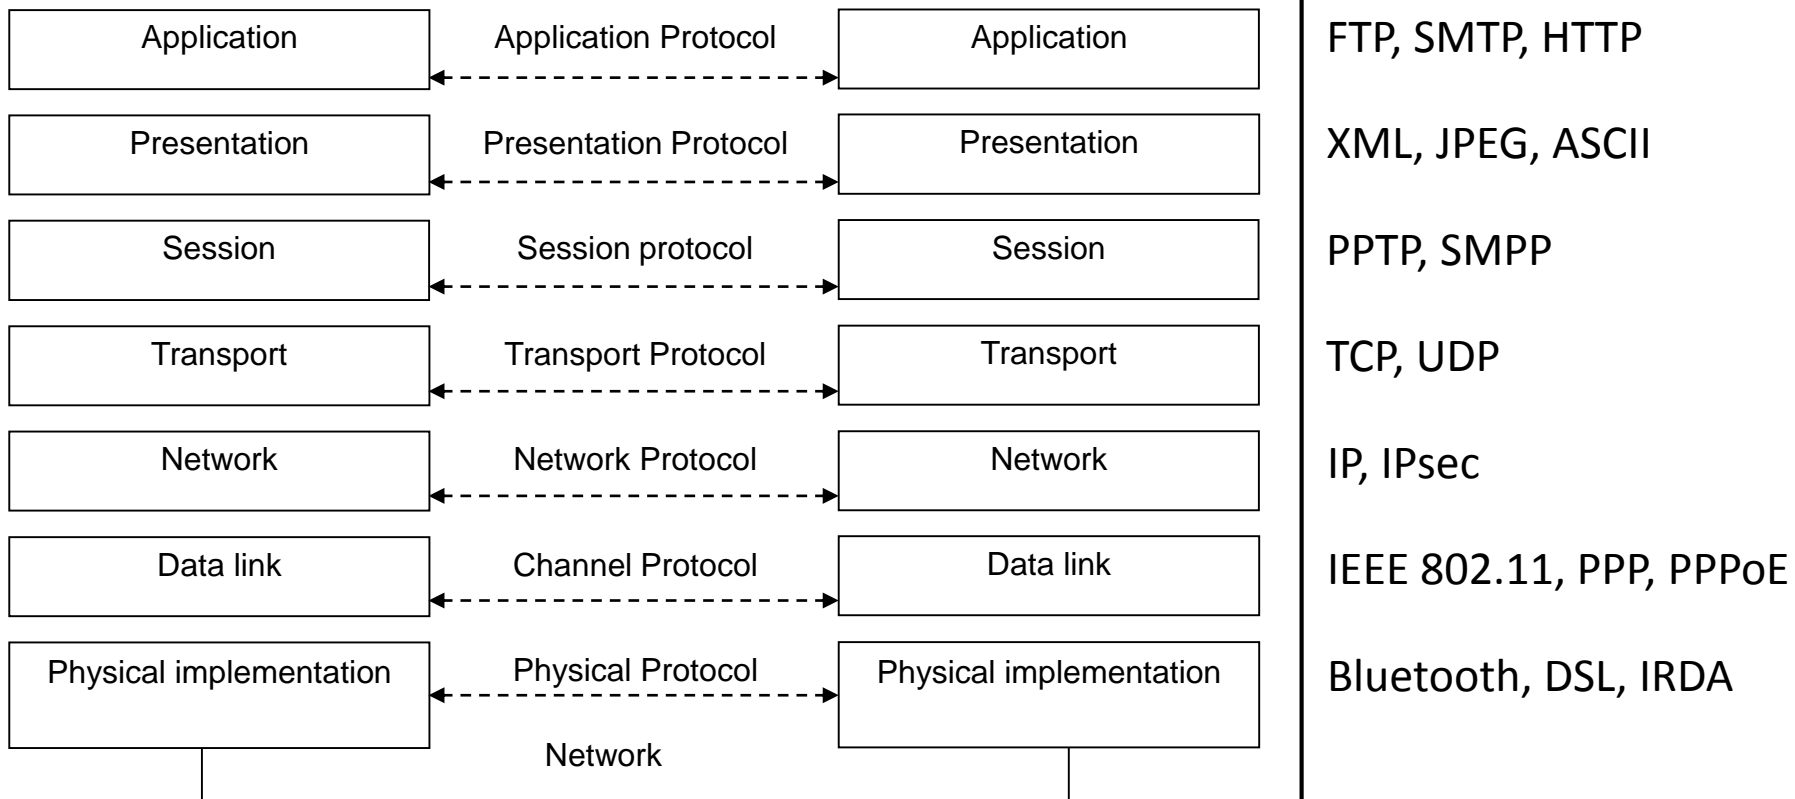 Application Application Protocol Application FTP, SMTP, HTTP
Presentation Presentation Protocol Presentation XML, JPEG, ASCII
Session Session protocol Session PPTP, SMPP
Transport Transport Protocol Transport TCP, UDP
Network Network Protocol Network IP, IPsec
Data link Channel Protocol Data link IEEE 802.11, PPP, PPPoE
Physical implementation Physical Protocol Physical implementation Bluetooth, DSL, IRDA
Network